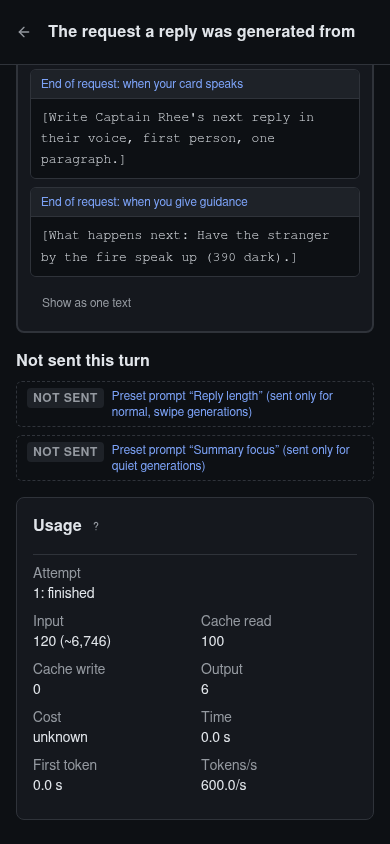 The request a reply was generated from
End of request: when your card speaks
[Write Captain Rhee's next reply in
their voice, first person, one
paragraph.]
End of request: when you give guidance
[What happens next: Have the stranger
by the fire speak up (390 dark).]
Show as one text
Not sent this turn
NOT SENT
Preset prompt “Reply length” (sent only for
normal, swipe generations)
NOT SENT
Preset prompt “Summary focus” (sent only for
quiet generations)
Usage ?
Attempt
1: finished
Input
120 (~6,746)
Cache read
100
Cache write
0
Output
6
Cost
unknown
Time
0.0 s
First token
0.0 s
Tokens/s
600.0/s